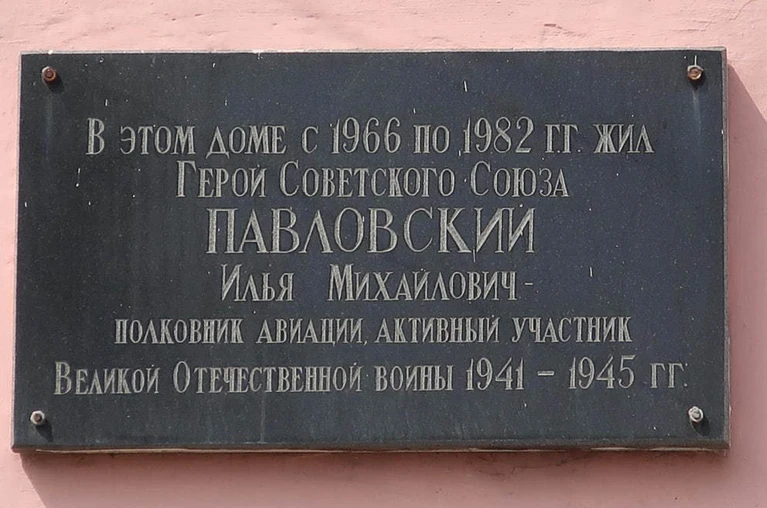 В этом доме с 1966 по 1982 г.г. жил
Герой Советского Союза
ПАВЛОВСКИЙ
Илья Михайлович -
полковник авиации, активный участник
Великой Отечественной войны 1941 – 1945 гг.